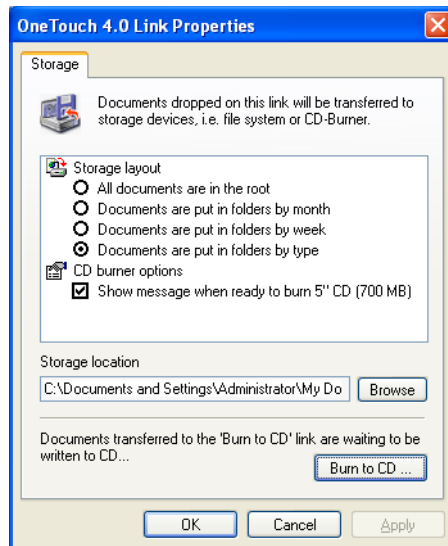 OneTouch 4.0 Link Properties
Storage
Documents dropped on this link will be transferred to
storage devices, i.e. file system or CD-Burner.
Storage layout
All documents are in the root
Documents are put in folders by month
Documents are put in folders by week
Documents are put in folders by type
CD burner options
Show message when ready to burn 5" CD (700 MB)
Storage location
C:\Documents and Settings\Administrator\My Do
Browse
Documents transferred to the 'Burn to CD' link are waiting to be
written to CD...
Burn to CD ...
OK
Cancel
Apply